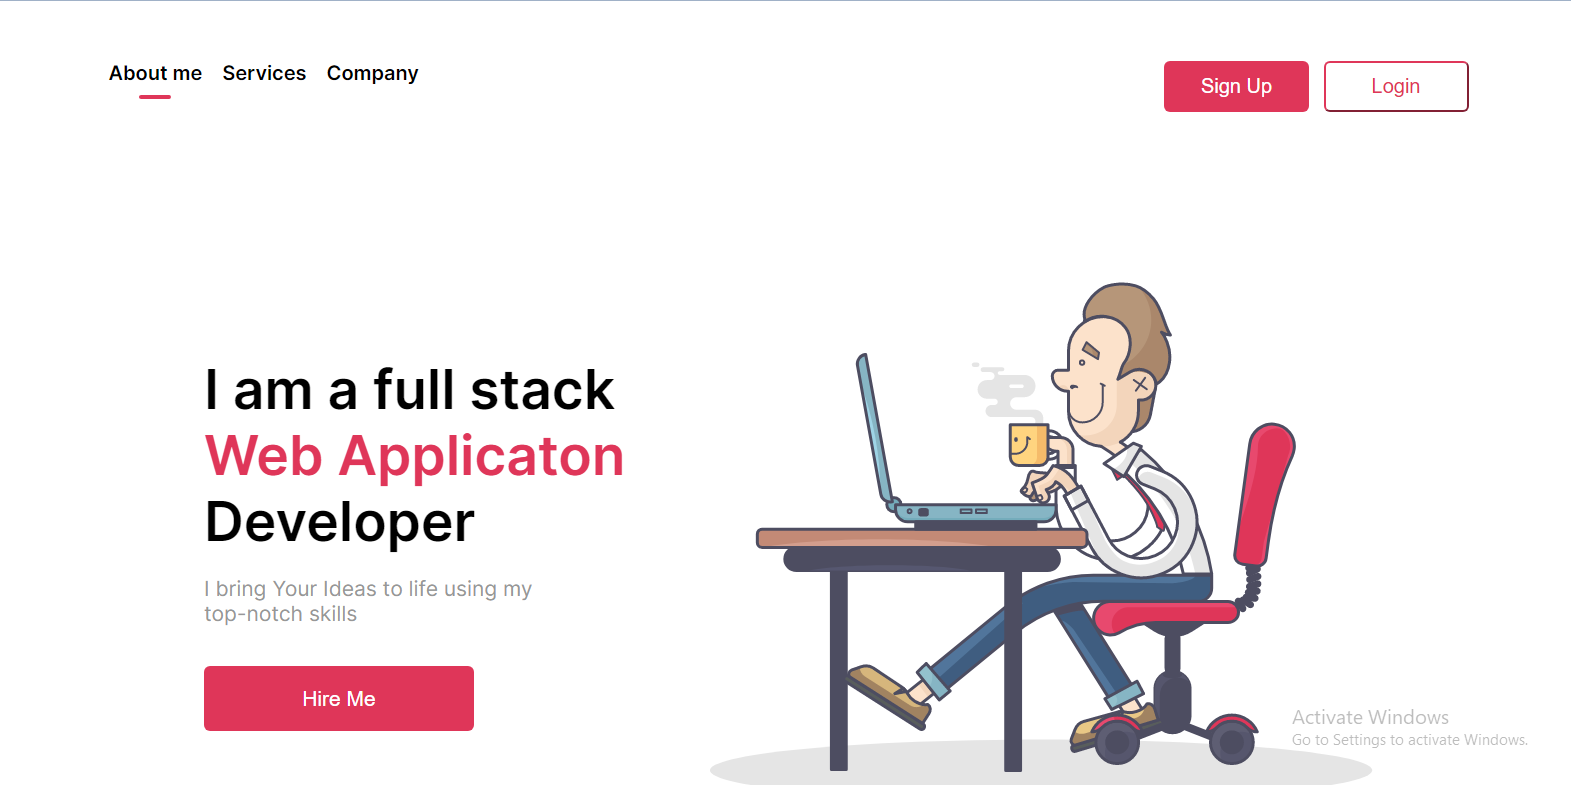 About me Services Company
Sign Up Login
I am a full stack
Web Applicaton
Developer
I bring Your Ideas to life using my
top-notch skills
Hire Me
Activate Windows
Go to Settings to activate Windows.